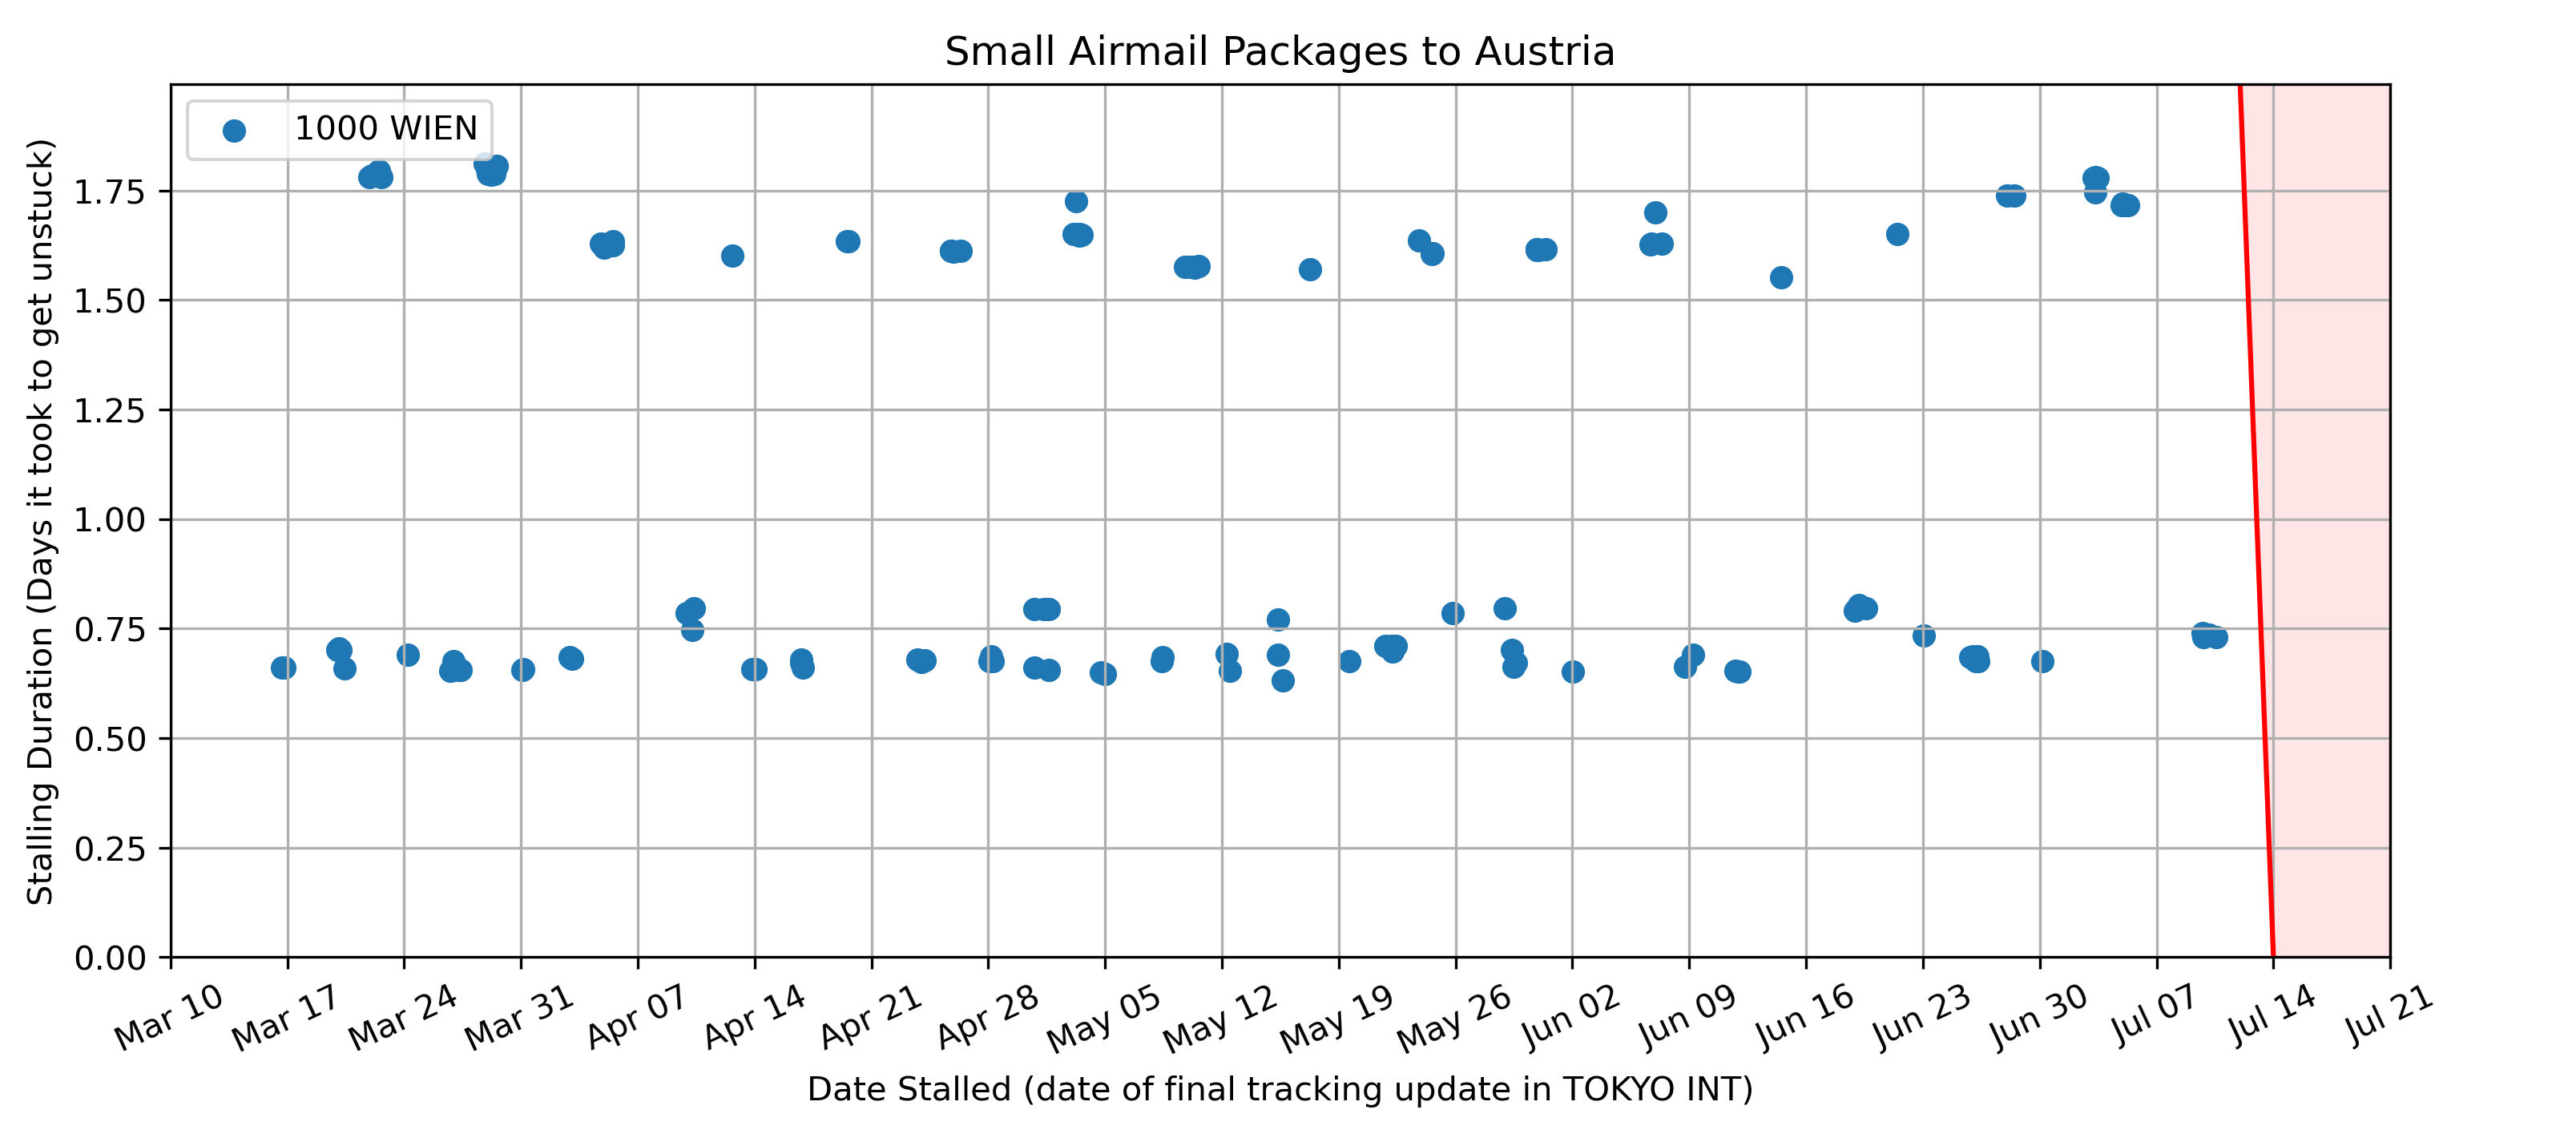 Small Airmail Packages to Austria
1000 WIEN
Stalling Duration (Days it took to get unstuck)
1.75
1.50
1.25
1.00
0.75
0.50
0.25
0.00
Mar 10
Mar 17
Mar 24
Mar 31
Apr 07
Apr 14
Apr 21
Apr 28
May 05
May 12
May 19
May 26
Jun 02
Jun 09
Jun 16
Jun 23
Jun 30
Jul 07
Jul 14
Jul 21
Date Stalled (date of final tracking update in TOKYO INT)